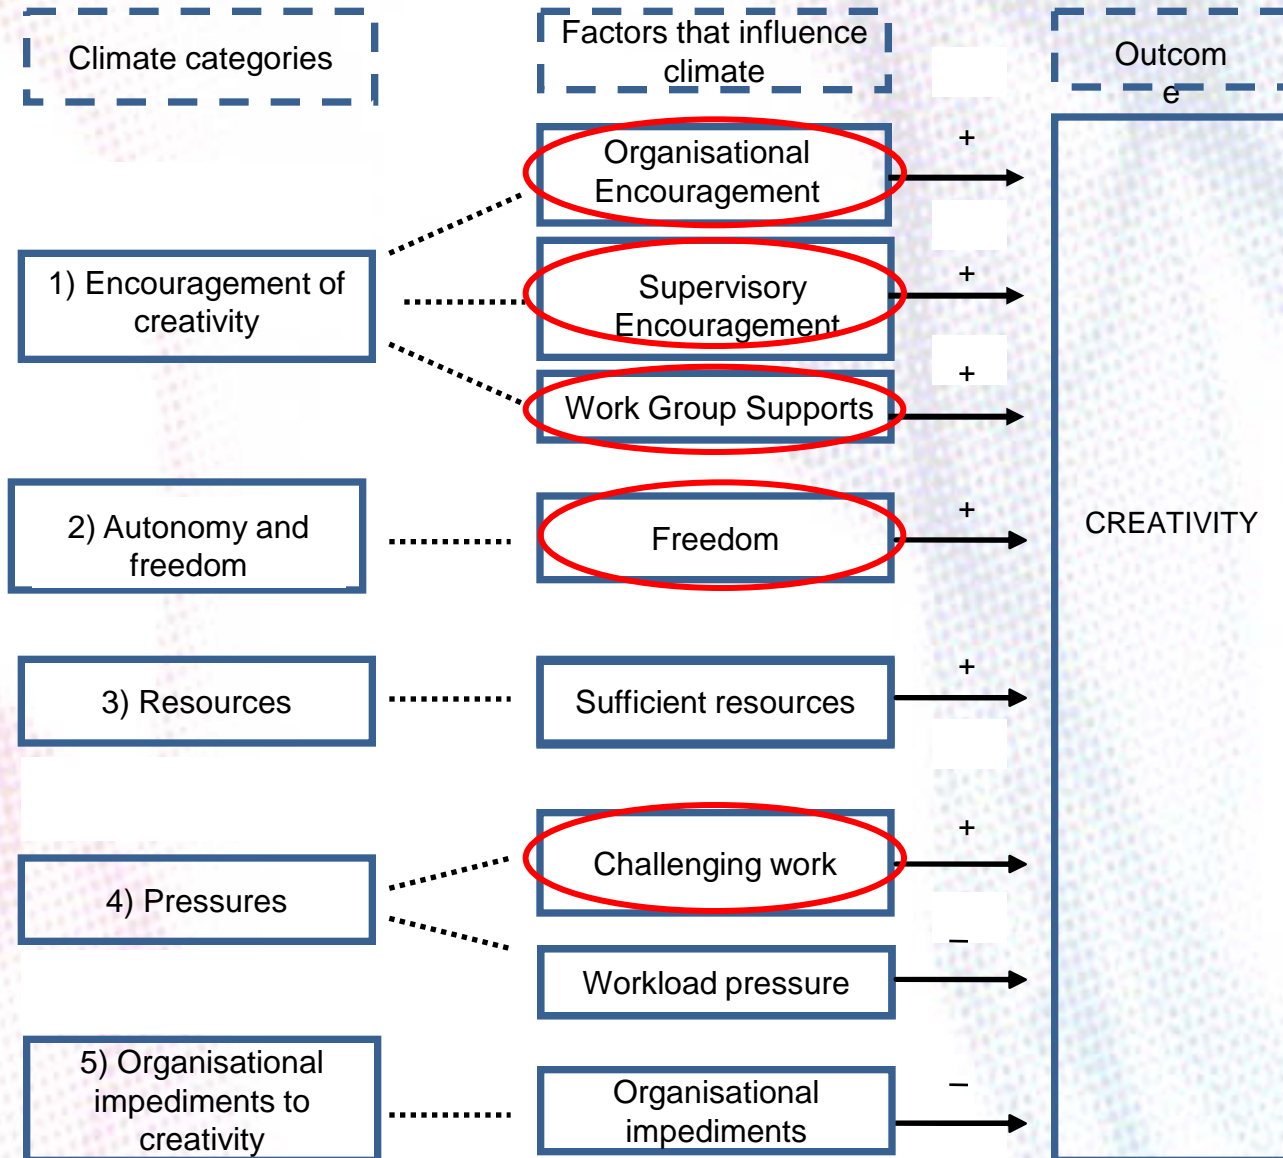 Climate categories
Factors that influence
climate
Outcom
e
1) Encouragement of
creativity
Organisational
Encouragement
+
Supervisory
Encouragement
+
Work Group Supports
+
2) Autonomy and
freedom
Freedom
+
CREATIVITY
3) Resources
Sufficient resources
+
4) Pressures
Challenging work
+
Workload pressure
–
5) Organisational
impediments to
creativity
Organisational
impediments
–